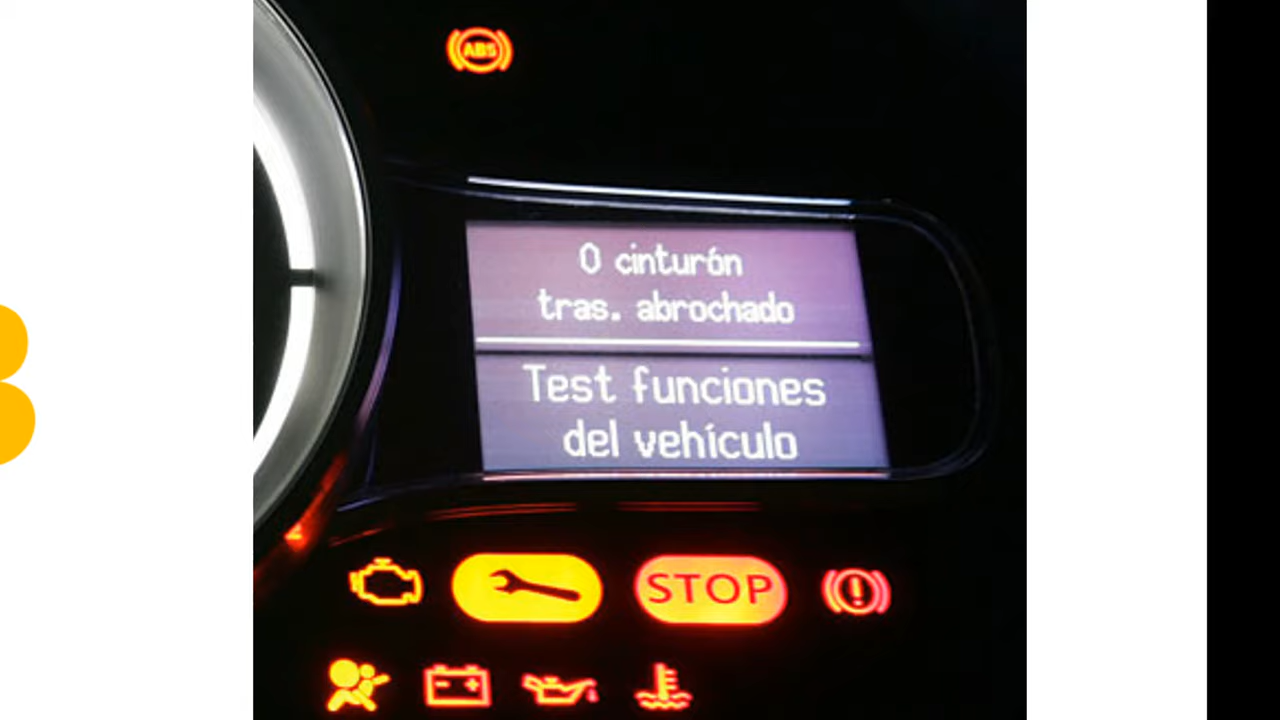 ABS
0 cinturón
tras. abrochado
Test funciones
del vehículo
STOP